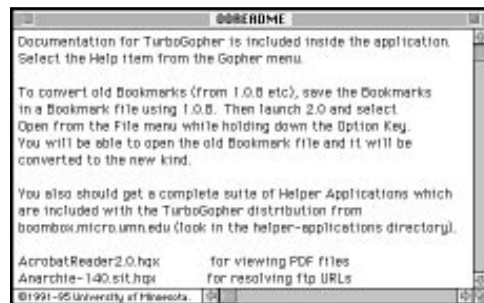 00README
Documentation for TurboGopher is included inside the application.
Select the Help item from the Gopher menu.
To convert old Bookmarks (from 1.0.8 etc), save the Bookmarks
in a Bookmark file using 1.0.8. Then launch 2.0 and select
Open from the File menu while holding down the Option Key.
You will be able to open the old Bookmark file and it will be
converted to the new kind.
You also should get a complete suite of Helper Applications which
are included with the TurboGopher distribution from
boombox.micro.umn.edu (look in the helper-applications directory).
AcrobatReader2.0.hqx for viewing PDF files
Anarchie-140.sit.hqx for resolving ftp URLs
©1991-95 University of Minnesota.